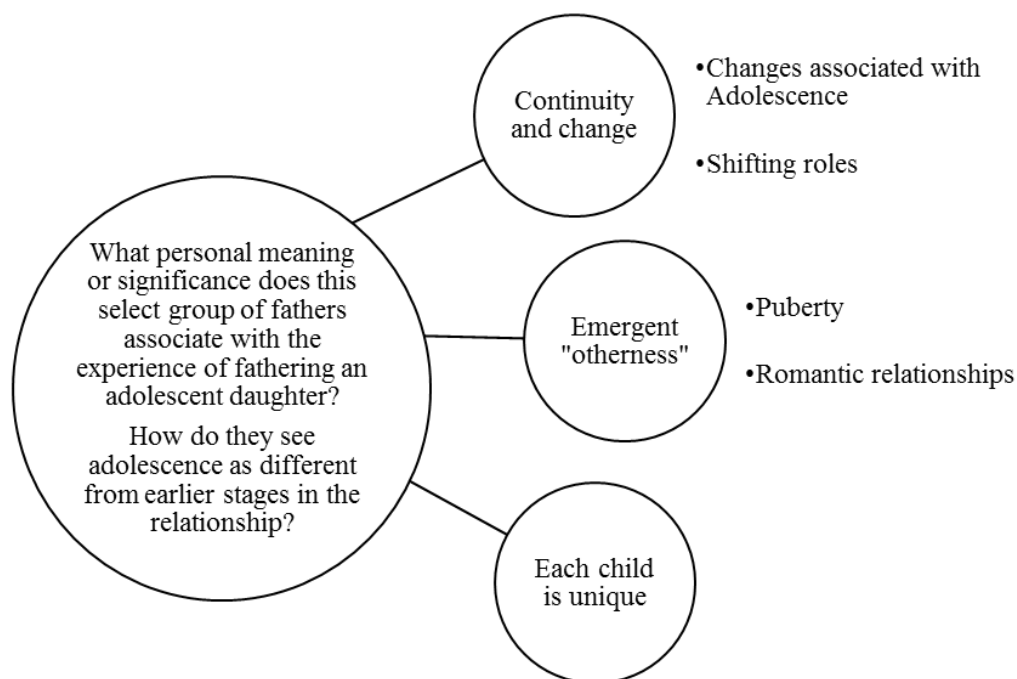 What personal meaning
or significance does this
select group of fathers
associate with the
experience of fathering an
adolescent daughter?
How do they see
adolescence as different
from earlier stages in the
relationship?
Continuity
and change
•Changes associated with
Adolescence
•Shifting roles
Emergent
"otherness"
•Puberty
•Romantic relationships
Each child
is unique